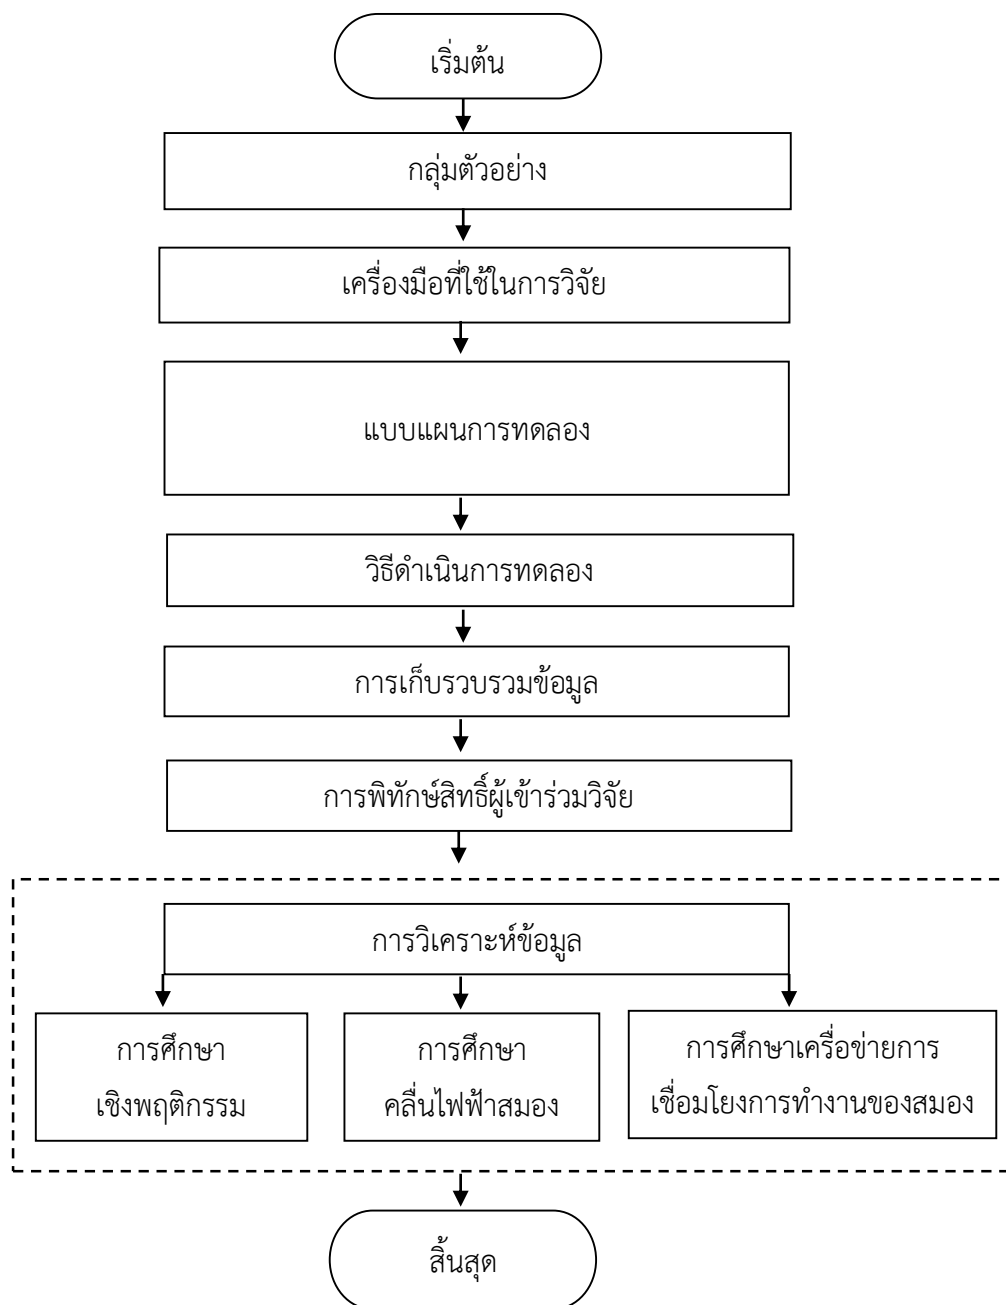 เริ่มต้น
กลุ่มตัวอย่าง
เครื่องมือที่ใช้ในการวิจัย
แบบแผนการทดลอง
วิธีดำเนินการทดลอง
การเก็บรวบรวมข้อมูล
การพิทักษ์สิทธิ์ผู้เข้าร่วมวิจัย
การวิเคราะห์ข้อมูล
การศึกษา
เชิงพฤติกรรม
การศึกษา
คลื่นไฟฟ้าสมอง
การศึกษาเครื่อข่ายการ
เชื่อมโยงการทำงานของสมอง
สิ้นสุด